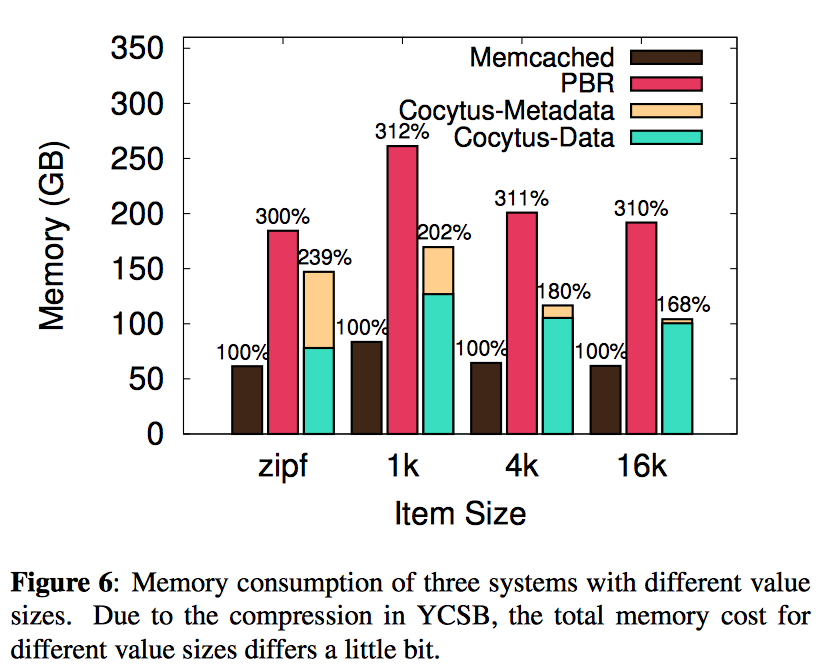 350
300
250
200
150
100
50
0
Memory (GB)
Memcached
PBR
Cocytus-Metadata
Cocytus-Data
100%
300%
239%
100%
312%
202%
100%
311%
180%
100%
310%
168%
zipf
1k
4k
16k
Item Size
Figure 6: Memory consumption of three systems with different value
sizes. Due to the compression in YCSB, the total memory cost for
different value sizes differs a little bit.